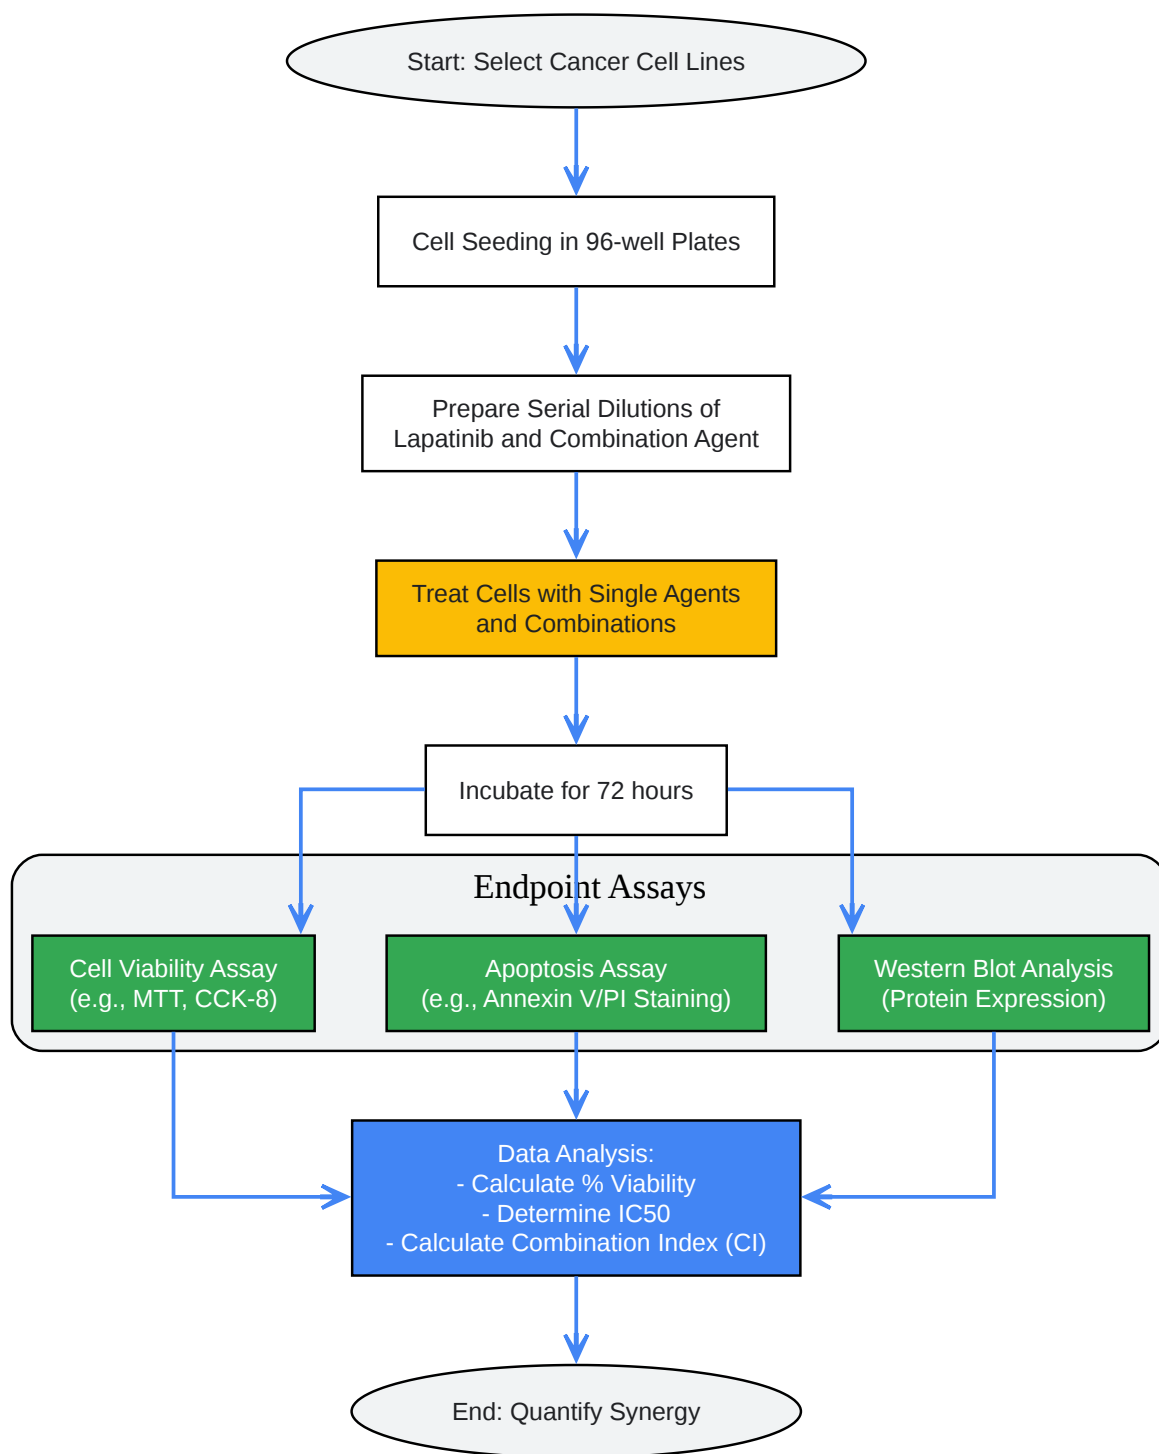 Start: Select Cancer Cell Lines
Cell Seeding in 96-well Plates
Prepare Serial Dilutions of
Lapatinib and Combination Agent
Treat Cells with Single Agents
and Combinations
Incubate for 72 hours
Endpoint Assays
Cell Viability Assay
(e.g., MTT, CCK-8)
Apoptosis Assay
(e.g., Annexin V/PI Staining)
Western Blot Analysis
(Protein Expression)
Data Analysis:
- Calculate % Viability
- Determine IC50
- Calculate Combination Index (CI)
End: Quantify Synergy